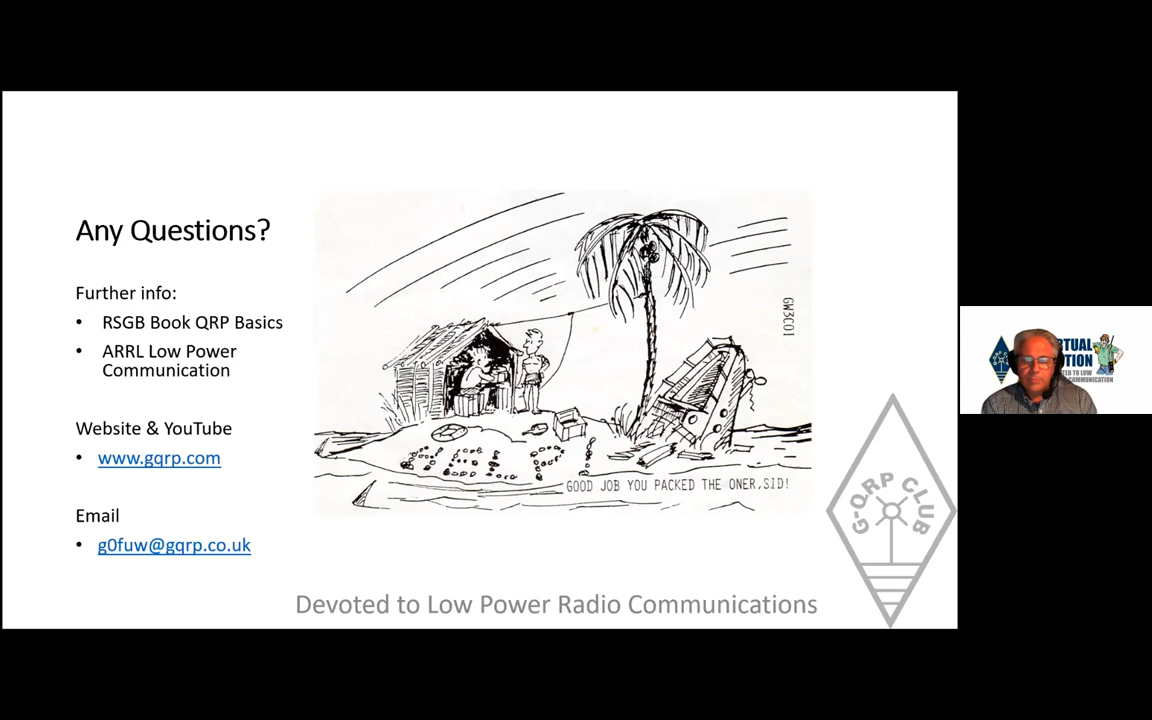 Any Questions?
Further info:
• RSGB Book QRP Basics
• ARRL Low Power
Communication
Website & YouTube
• www.gqrp.com
Email
• g0fuw@gqrp.co.uk
GW3COI
HELP!
GOOD JOB YOU PACKED THE ONER, SID!
G-QRP CLUB
Devoted to Low Power Radio Communications
COMMUNICATION